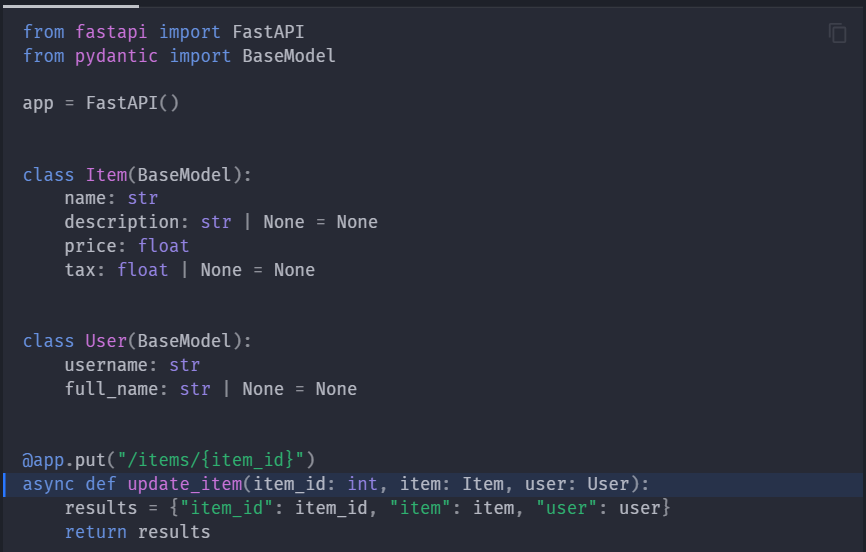 from fastapi import FastAPI
from pydantic import BaseModel

app = FastAPI()


class Item(BaseModel):
    name: str
    description: str | None = None
    price: float
    tax: float | None = None


class User(BaseModel):
    username: str
    full_name: str | None = None


@app.put("/items/{item_id}")
async def update_item(item_id: int, item: Item, user: User):
    results = {"item_id": item_id, "item": item, "user": user}
    return results